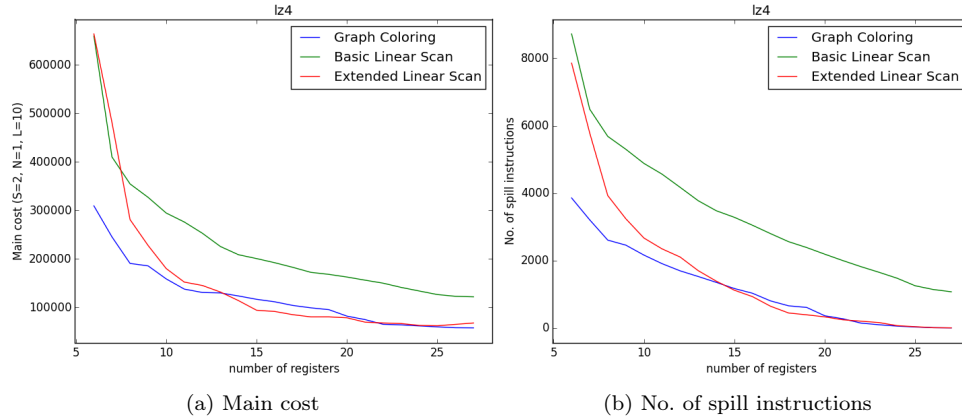 lz4
Graph Coloring
Basic Linear Scan
Extended Linear Scan
Main cost (S=2, N=1, L=10)
600000
500000
400000
300000
200000
100000
5
10
15
20
25
number of registers
(a) Main cost
lz4
Graph Coloring
Basic Linear Scan
Extended Linear Scan
No. of spill instructions
8000
6000
4000
2000
0
5
10
15
20
25
number of registers
(b) No. of spill instructions